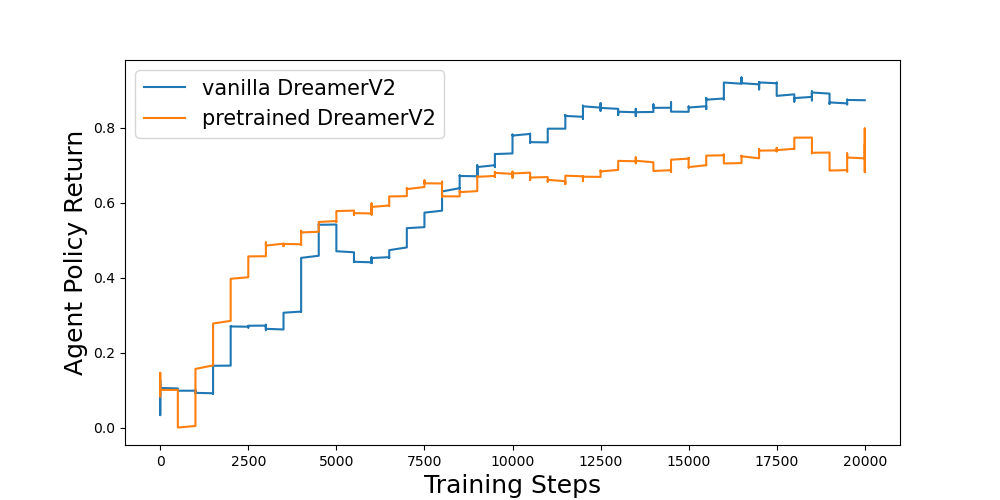 vanilla DreamerV2
pretrained DreamerV2
Agent Policy Return
0.8
0.6
0.4
0.2
0.0
0 2500 5000 7500 10000 12500 15000 17500 20000
Training Steps